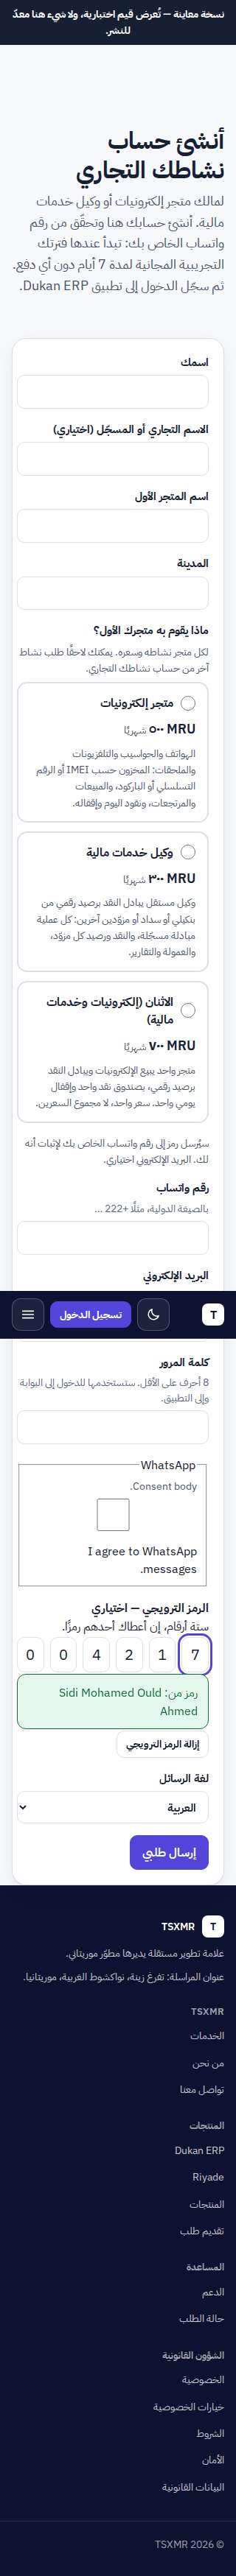 نسخة معاينة — تُعرض قيم اختبارية، ولا شيء هنا معدّ
للنشر.
أنشئ حساب
نشاطك التجاري
لمالك متجر إلكترونيات أو وكيل خدمات
مالية. أنشئ حسابك هنا وتحقّق من رقم
واتساب الخاص بك: تبدأ عندها فترتك
التجريبية المجانية لمدة 7 أيام دون أي دفع.
ثم سجّل الدخول إلى تطبيق Dukan ERP.
اسمك
الاسم التجاري أو المسجّل (اختياري)
اسم المتجر الأول
المدينة
ماذا يقوم به متجرك الأول؟
لكل متجر نشاطه وسعره. يمكنك لاحقًا طلب نشاط
آخر من حساب نشاطك التجاري.
متجر إلكترونيات
MRU ٥٠٠ شهريًا
الهواتف والحواسيب والتلفزيونات
والملحقات: المخزون حسب IMEI أو الرقم
التسلسلي أو الباركود، والمبيعات
والمرتجعات، ونقود اليوم وإقفاله.
وكيل خدمات مالية
MRU ٣٠٠ شهريًا
وكيل مستقل يبادل النقد برصيد رقمي من
بنكيلي أو سداد أو مزوّدين آخرين: كل عملية
مبادلة مسجّلة، والنقد ورصيد كل مزوّد،
والعمولة والتقارير.
الاثنان (إلكترونيات وخدمات
مالية)
MRU ٧٠٠ شهريًا
متجر واحد يبيع الإلكترونيات ويبادل النقد
برصيد رقمي، بصندوق نقد واحد وإقفال
يومي واحد. سعر واحد، لا مجموع السعرين.
سيُرسل رمز إلى رقم واتساب الخاص بك لإثبات أنه
لك. البريد الإلكتروني اختياري.
رقم واتساب
بالصيغة الدولية، مثلًا +222 …
البريد الإلكتروني
T
تسجيل الدخول
كلمة المرور
8 أحرف على الأقل. ستستخدمها للدخول إلى البوابة
وإلى التطبيق.
WhatsApp
Consent body.
I agree to WhatsApp
messages.
الرمز الترويجي — اختياري
ستة أرقام، إن أعطاك أحدهم رمزًا.
7 1 2 4 0 0
رمز من: Sidi Mohamed Ould
Ahmed
إزالة الرمز الترويجي
لغة الرسائل
العربية
إرسال طلبي
T TSXMR
علامة تطوير مستقلة يديرها مطوّر موريتاني.
عنوان المراسلة: تفرغ زينة، نواكشوط الغربية، موريتانيا.
TSXMR
الخدمات
من نحن
تواصل معنا
المنتجات
Dukan ERP
Riyade
المنتجات
تقديم طلب
المساعدة
الدعم
حالة الطلب
الشؤون القانونية
الخصوصية
خيارات الخصوصية
الشروط
الأمان
البيانات القانونية
© 2026 TSXMR